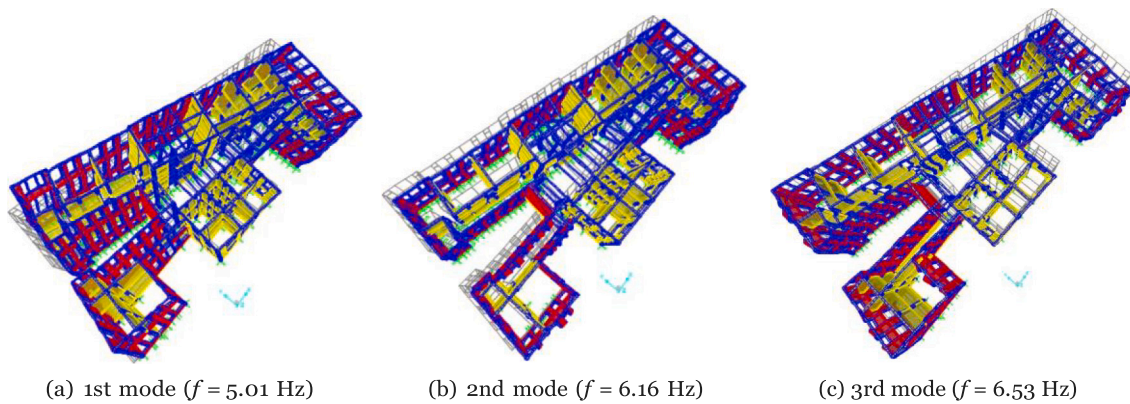 (a) 1st mode (f = 5.01 Hz)
(b) 2nd mode (f = 6.16 Hz)
(c) 3rd mode (f = 6.53 Hz)